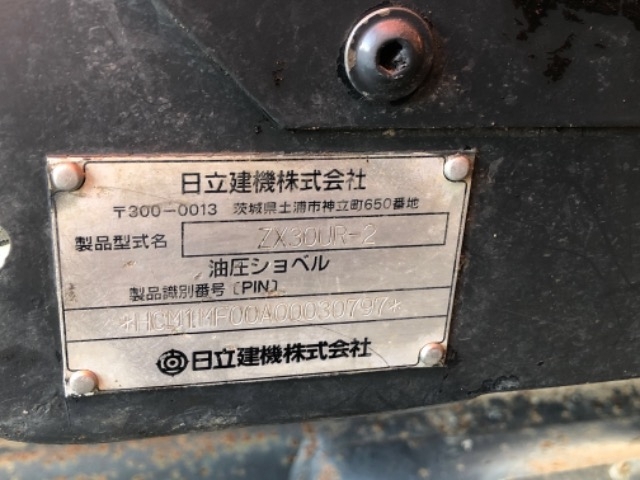 日立建機株式会社
〒300-0013 茨城県土浦市神立町650番地
製品型式名 ZX30UR-2
油圧ショベル
製品識別番号〔PIN〕
*HCM1MF00A00030797*
日立建機株式会社